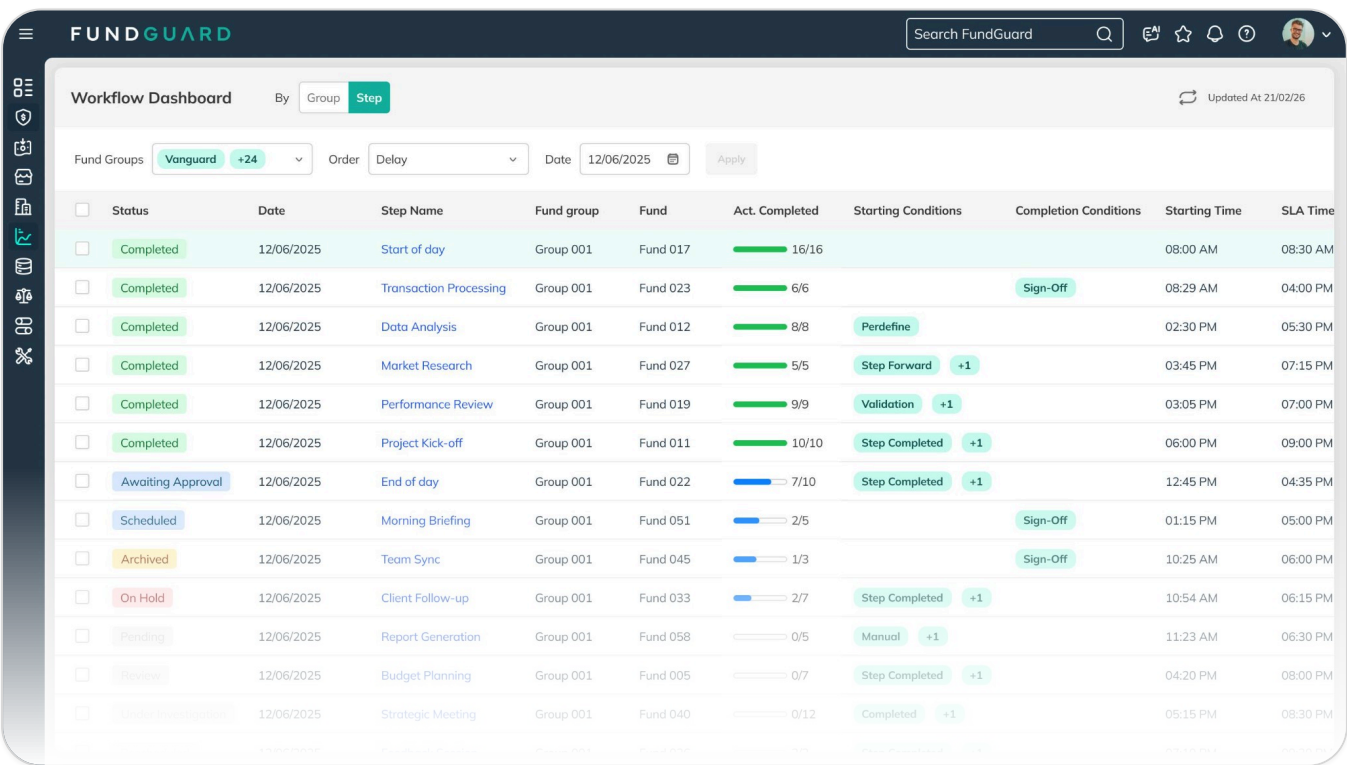 FUNDGUARD Search FundGuard
Workflow Dashboard By Group Step Updated At 21/02/26
Fund Groups Vanguard +24 Order Delay Date 12/06/2025 Apply
Status Date Step Name Fund group Fund Act. Completed Starting Conditions Completion Conditions Starting Time SLA Time
Completed 12/06/2025 Start of day Group 001 Fund 017 16/16 08:00 AM 08:30 AM
Completed 12/06/2025 Transaction Processing Group 001 Fund 023 6/6 Sign-Off 08:29 AM 04:00 PM
Completed 12/06/2025 Data Analysis Group 001 Fund 012 8/8 Perdefine 02:30 PM 05:30 PM
Completed 12/06/2025 Market Research Group 001 Fund 027 5/5 Step Forward +1 03:45 PM 07:15 PM
Completed 12/06/2025 Performance Review Group 001 Fund 019 9/9 Validation +1 03:05 PM 07:00 PM
Completed 12/06/2025 Project Kick-off Group 001 Fund 011 10/10 Step Completed +1 06:00 PM 09:00 PM
Awaiting Approval 12/06/2025 End of day Group 001 Fund 022 7/10 Step Completed +1 12:45 PM 04:35 PM
Scheduled 12/06/2025 Morning Briefing Group 001 Fund 051 2/5 Sign-Off 01:15 PM 05:00 PM
Archived 12/06/2025 Team Sync Group 001 Fund 045 1/3 Sign-Off 10:25 AM 06:00 PM
On Hold 12/06/2025 Client Follow-up Group 001 Fund 033 2/7 Step Completed +1 10:54 AM 06:15 PM
Pending 12/06/2025 Report Generation Group 001 Fund 058 0/5 Manual +1 11:23 AM 06:30 PM
Review 12/06/2025 Budget Planning Group 001 Fund 005 0/7 Step Completed +1 04:20 PM 08:00 PM
12/06/2025 Strategic Meeting Group 001 Fund 040 0/12 Completed +1 05:15 PM 08:30 PM